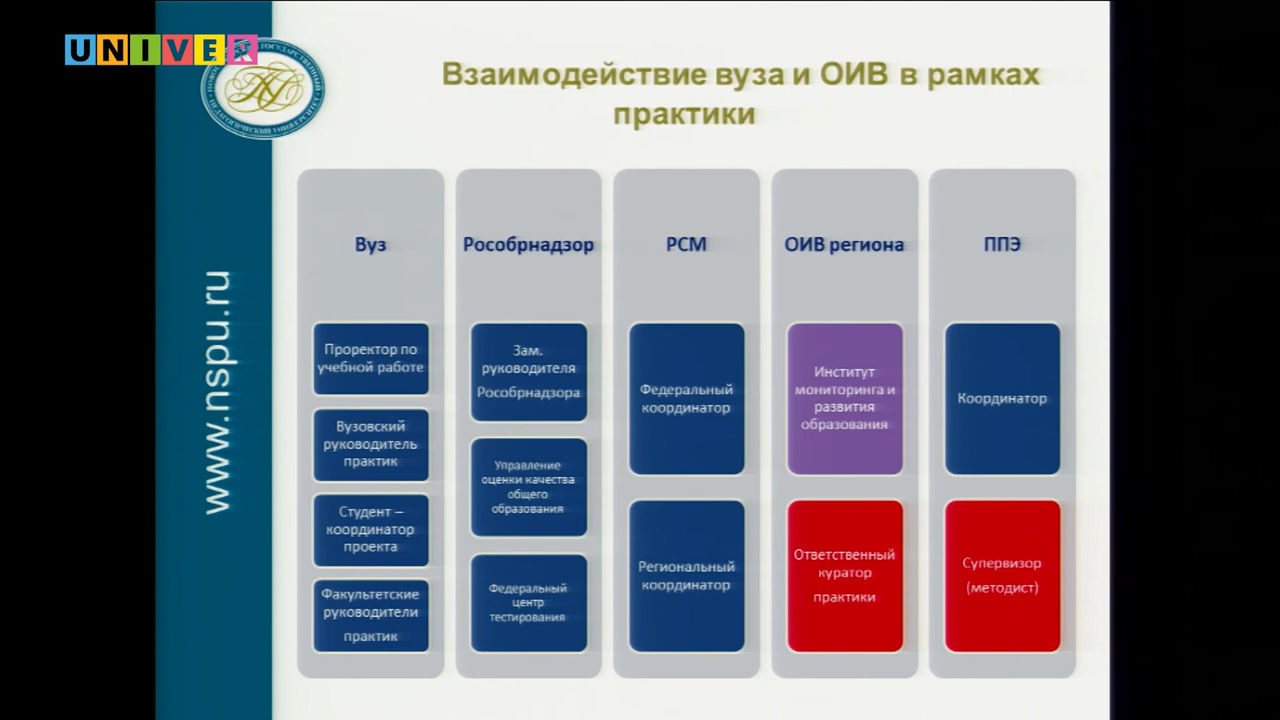 UNIVER
Взаимодействие вуза и ОИВ в рамках
практики
www.nspu.ru
Вуз
Проректор по
учебной работе
Вузовский
руководитель
практик
Студент –
координатор
проекта
Факультетские
руководители
практик
Рособрнадзор
Зам.
руководителя
Рособрнадзора
Управление
оценки качества
общего
образования
Федеральный
центр
тестирования
РСМ
Федеральный
координатор
Региональный
координатор
ОИВ региона
Институт
мониторинга и
развития
образования
Ответственный
куратор
практики
ППЭ
Координатор
Супервизор
(методист)